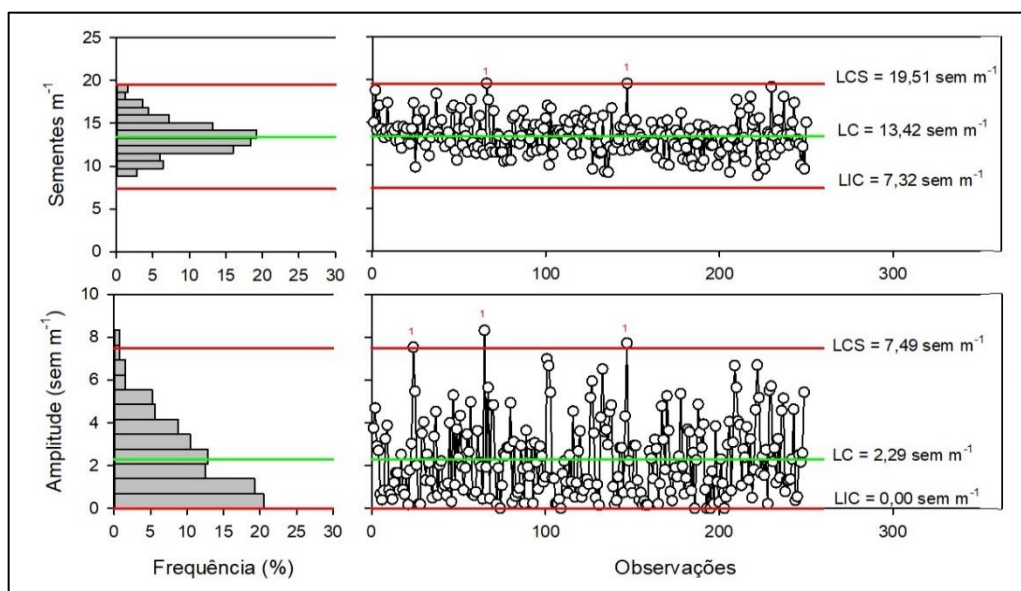 Sementes m⁻¹
25
20
15
10
5
0
0 5 10 15 20 25 30
1 1
LCS = 19,51 sem m⁻¹
LC = 13,42 sem m⁻¹
LIC = 7,32 sem m⁻¹
0 100 200 300
Amplitude (sem m⁻¹)
10
8
6
4
2
0
0 5 10 15 20 25 30
Frequência (%)
1 1 1
LCS = 7,49 sem m⁻¹
LC = 2,29 sem m⁻¹
LIC = 0,00 sem m⁻¹
0 100 200 300
Observações